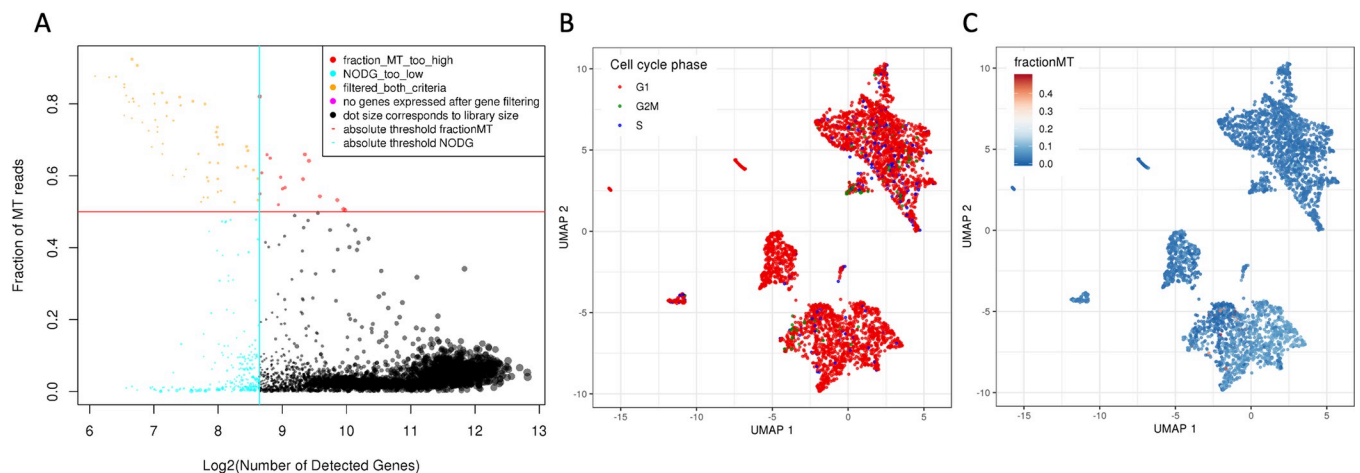 A
fraction_MT_too_high
NODG_too_low
filtered_both_criteria
no genes expressed after gene filtering
dot size corresponds to library size
absolute threshold fractionMT
absolute threshold NODG
Fraction of MT reads
0.8
0.6
0.4
0.2
0.0
6 7 8 9 10 11 12 13
Log2(Number of Detected Genes)
B
Cell cycle phase
G1
G2M
S
UMAP 2
10
5
0
-5
-10
-15 -10 -5 0 5
UMAP 1
C
fractionMT
0.4
0.3
0.2
0.1
0.0
UMAP 2
10
5
0
-5
-10
-15 -10 -5 0 5
UMAP 1